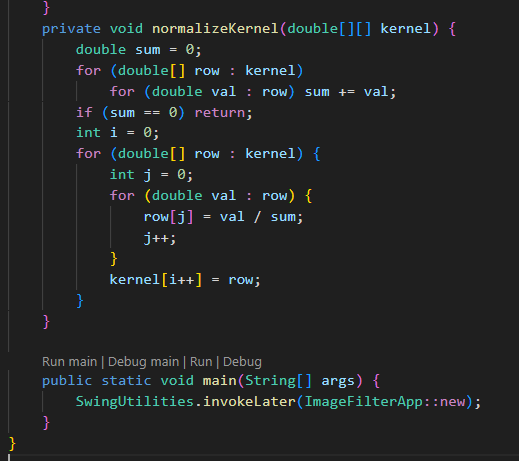 }
    private void normalizeKernel(double[][] kernel) {
        double sum = 0;
        for (double[] row : kernel)
            for (double val : row) sum += val;
        if (sum == 0) return;
        int i = 0;
        for (double[] row : kernel) {
            int j = 0;
            for (double val : row) {
                row[j] = val / sum;
                j++;
            }
            kernel[i++] = row;
        }
    }
    Run main | Debug main | Run | Debug
    public static void main(String[] args) {
        SwingUtilities.invokeLater(ImageFilterApp::new);
    }
}